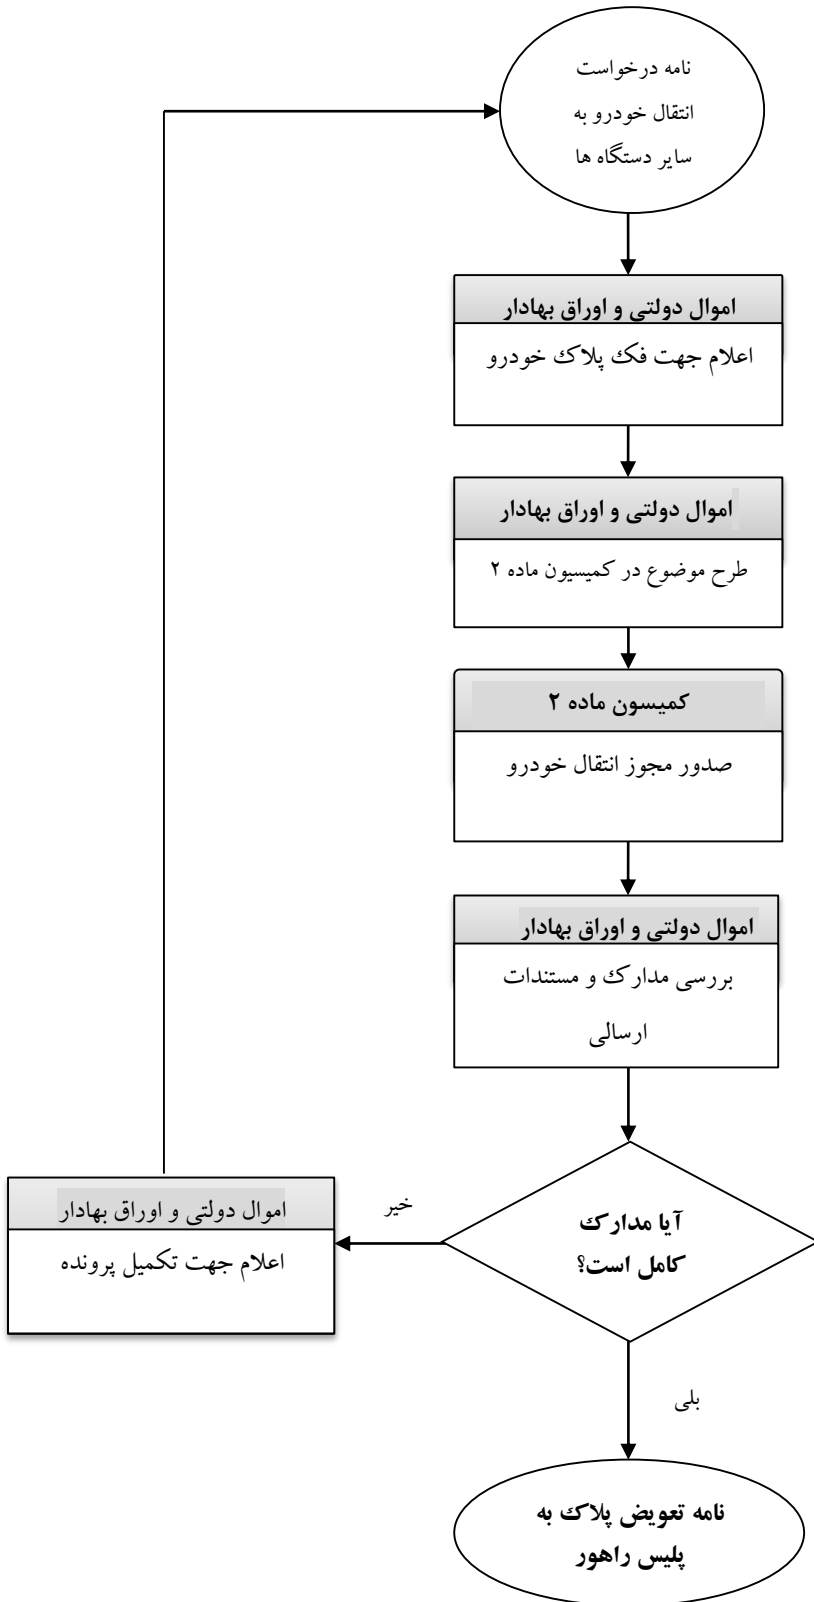 نامه درخواست
انتقال خودرو به
سایر دستگاه ها
اموال دولتی و اوراق بهادار
اعلام جهت فک پلاک خودرو
اموال دولتی و اوراق بهادار
طرح موضوع در کمیسیون ماده ۲
کمیسون ماده ۲
صدور مجوز انتقال خودرو
اموال دولتی و اوراق بهادار
بررسی مدارک و مستندات
ارسالی
آیا مدارک
کامل است؟
خیر
اموال دولتی و اوراق بهادار
اعلام جهت تکمیل پرونده
بلی
نامه تعویض پلاک به
پلیس راهور